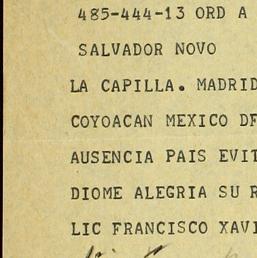 485-444-13 ORD A
SALVADOR NOVO
LA CAPILLA. MADRID
COYOACAN MEXICO DF
AUSENCIA PAIS EVIT
DIOME ALEGRIA SU R
LIC FRANCISCO XAVI